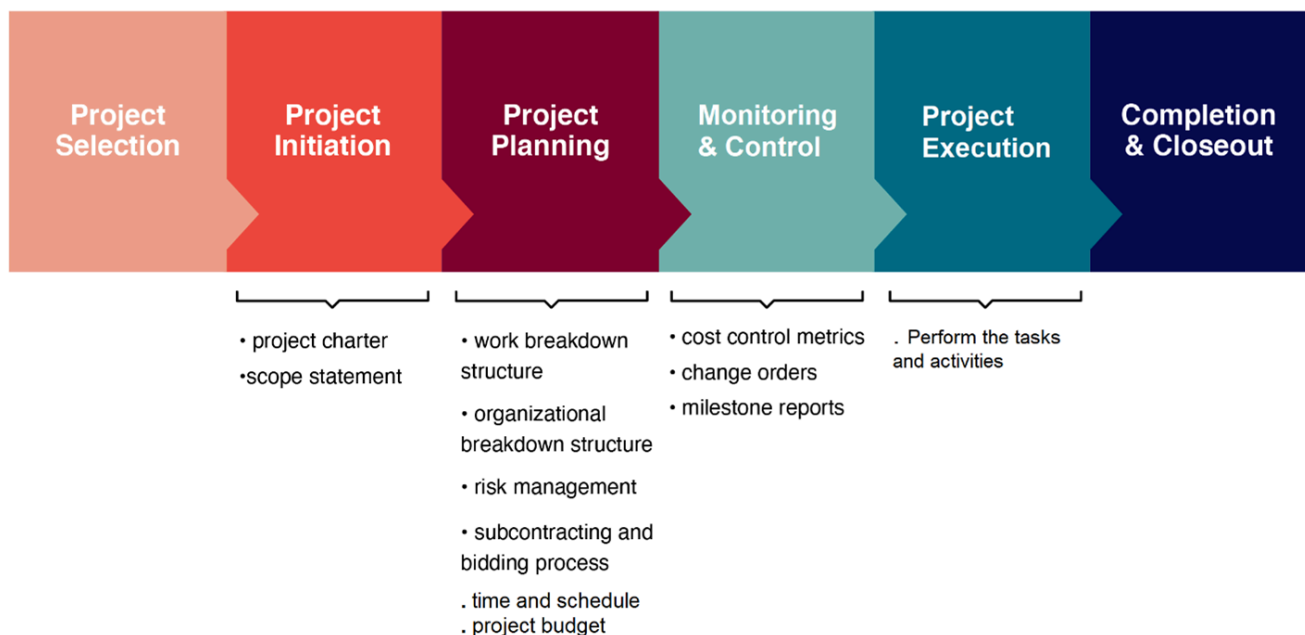 Project
Selection
Project
Initiation
Project
Planning
Monitoring
& Control
Project
Execution
Completion
& Closeout
• project charter
•scope statement
• work breakdown
structure
• organizational
breakdown structure
• risk management
• subcontracting and
bidding process
. time and schedule
. project budget
• cost control metrics
• change orders
• milestone reports
. Perform the tasks
and activities